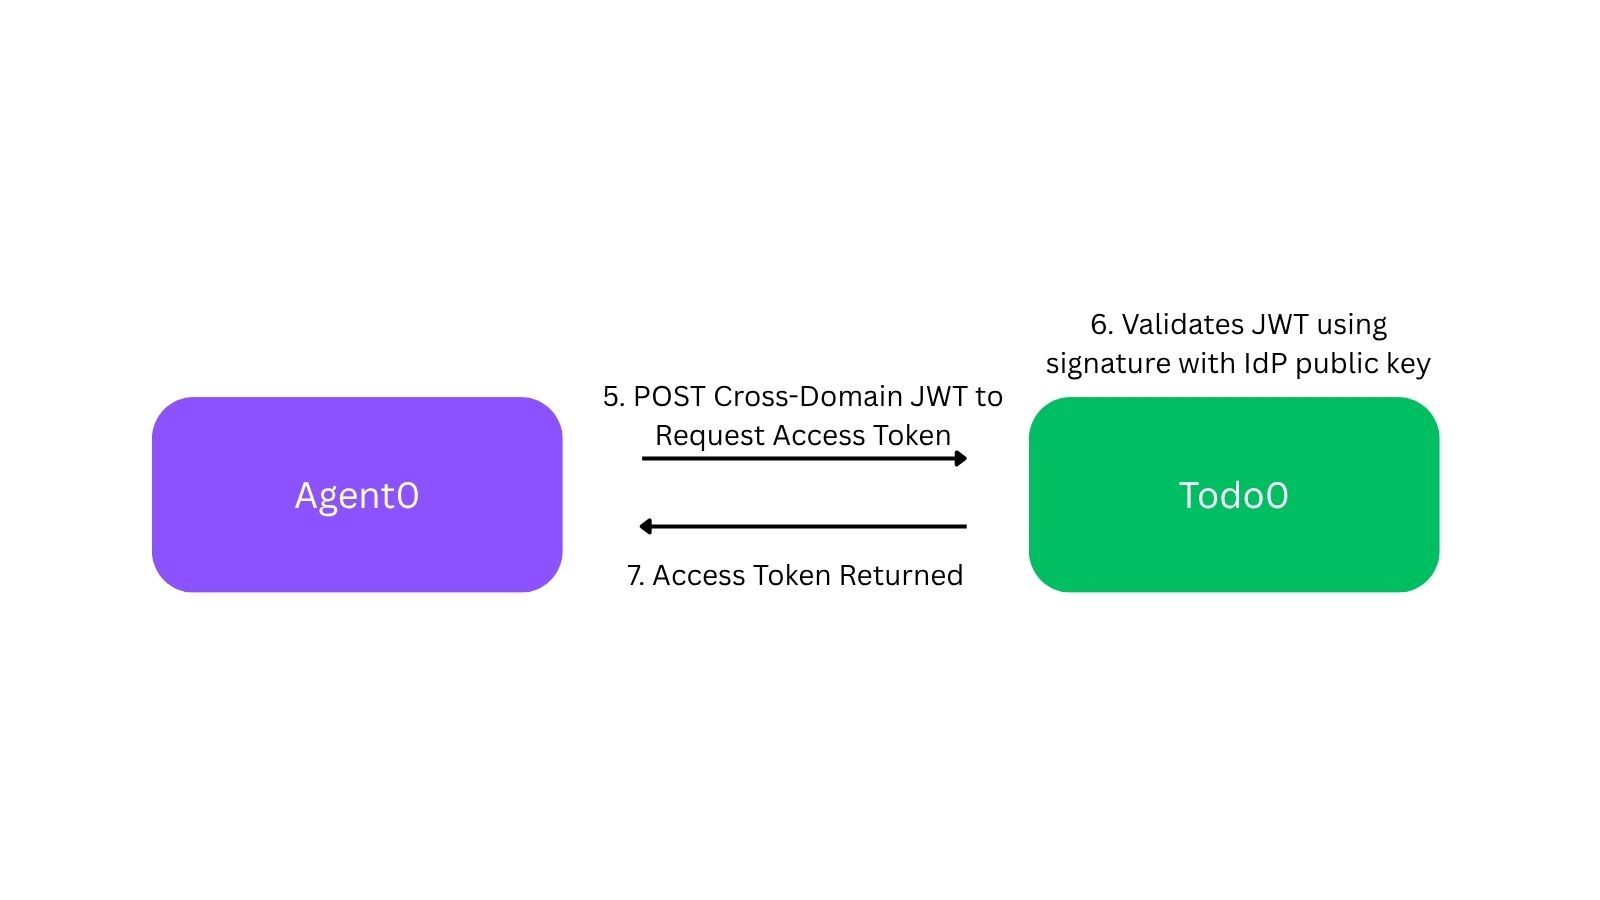 6. Validates JWT using
signature with IdP public key
5. POST Cross-Domain JWT to
Request Access Token
Agent0
Todo0
7. Access Token Returned